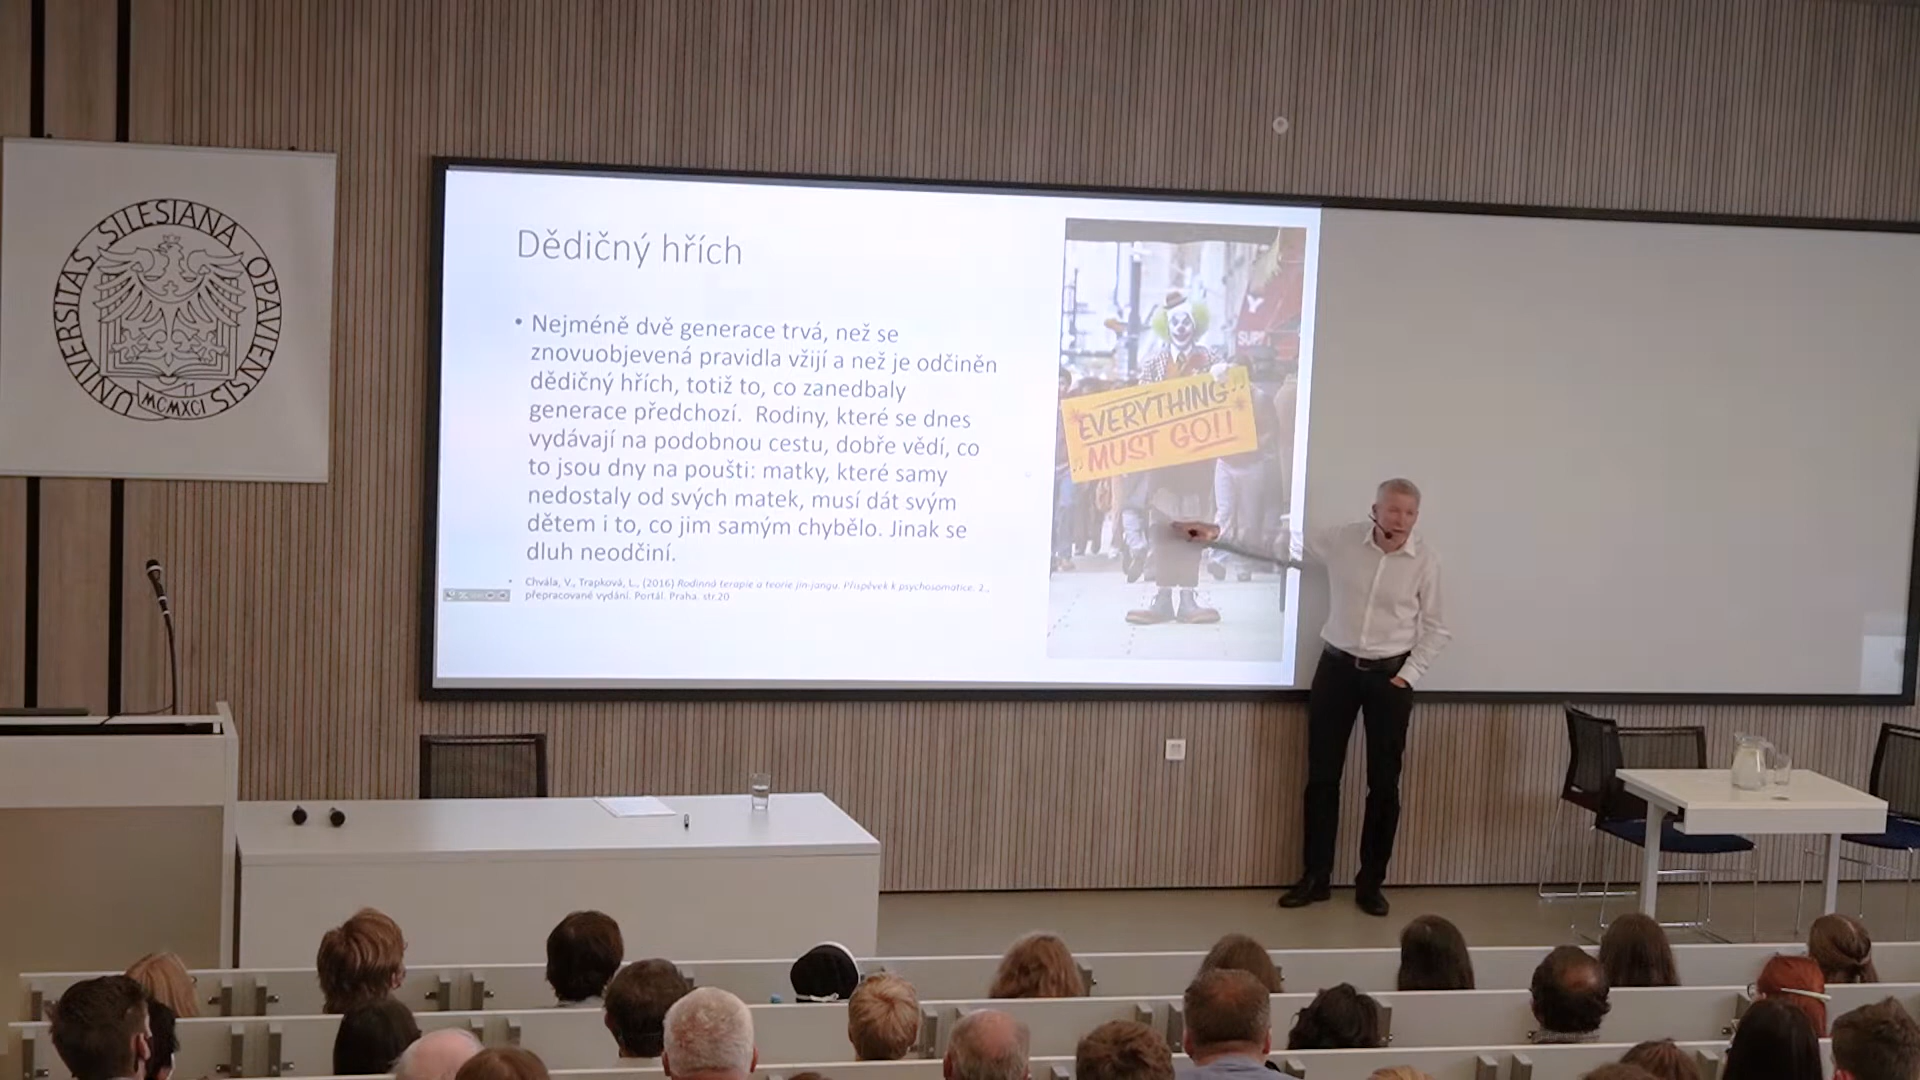 UNIVERSITAS SILESIANA OPAVIENSIS
MCMXCI
Dědičný hřích
• Nejméně dvě generace trvá, než se
znovuobjevená pravidla vžijí a než je odčiněn
dědičný hřích, totiž to, co zanedbaly
generace předchozí. Rodiny, které se dnes
vydávají na podobnou cestu, dobře vědí, co
to jsou dny na poušti: matky, které samy
nedostaly od svých matek, musí dát svým
dětem i to, co jim samým chybělo. Jinak se
dluh neodčiní.
• Chvála, V., Trapková, L., (2016) Rodinná terapie a teorie jin-jangu. Příspěvek k psychosomatice. 2.,
přepracované vydání. Portál. Praha. str.20
EVERYTHING
MUST GO!!